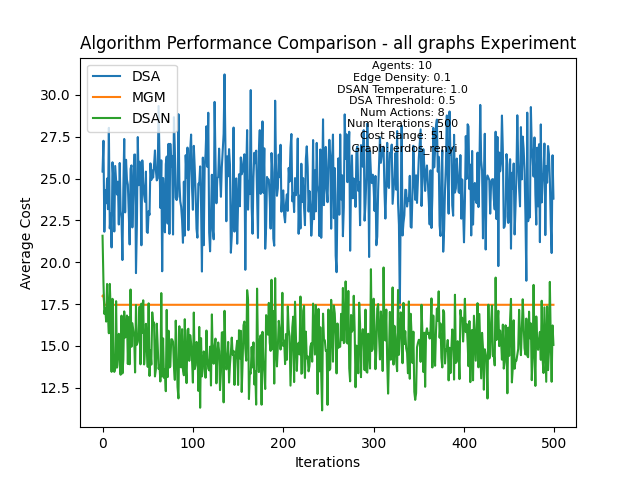 Algorithm Performance Comparison - all graphs Experiment
DSA
MGM
DSAN
Agents: 10
Edge Density: 0.1
DSAN Temperature: 1.0
DSA Threshold: 0.5
Num Actions: 8
Num Iterations: 500
Cost Range: 51
Graph: erdos_renyi
Average Cost
30.0
27.5
25.0
22.5
20.0
17.5
15.0
12.5
0 100 200 300 400 500
Iterations